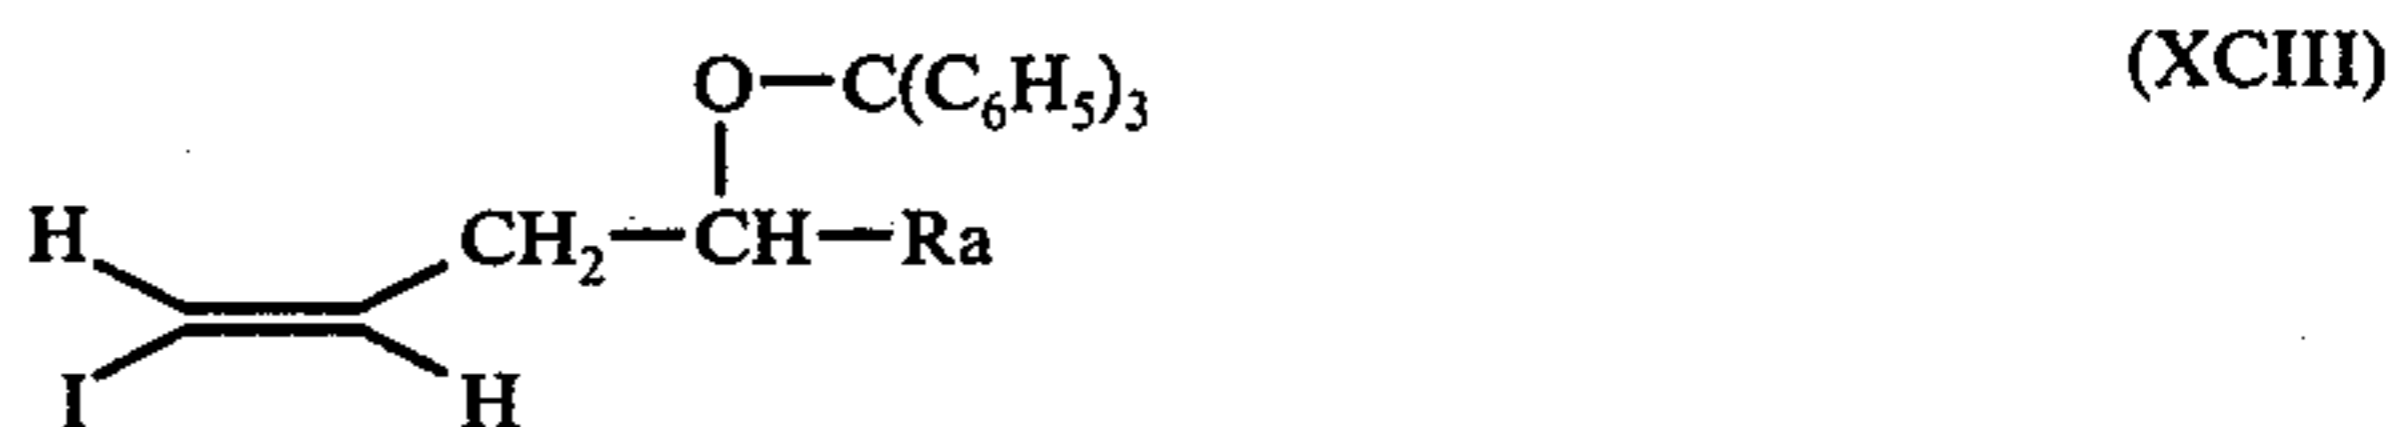 O—C(C₆H₅)₃ (XCIII)
H CH₂—CH—Ra
I H